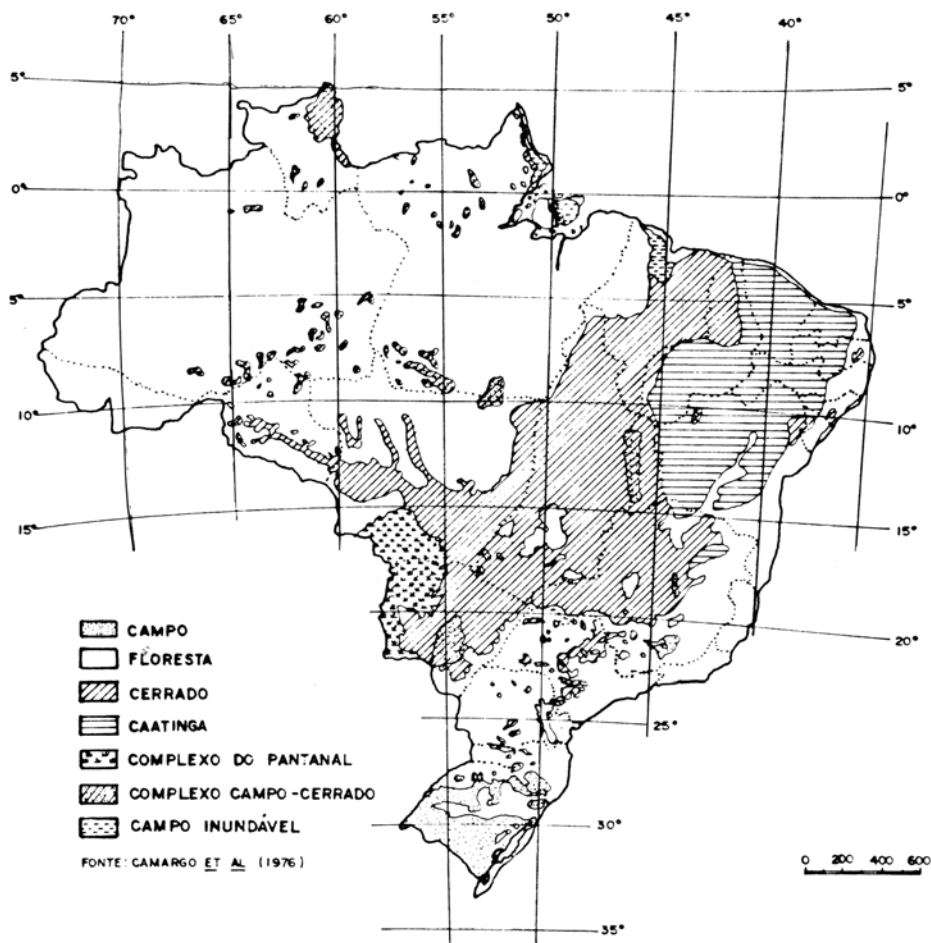 70° 65° 60° 55° 50° 45° 40°
5° 5°
0° 0°
5° 5°
10° 10°
15° 15°
20°
25°
30°
35°
CAMPO
FLORESTA
CERRADO
CAATINGA
COMPLEXO DO PANTANAL
COMPLEXO CAMPO-CERRADO
CAMPO INUNDÁVEL
FONTE: CAMARGO ET AL (1976)
0 200 400 600